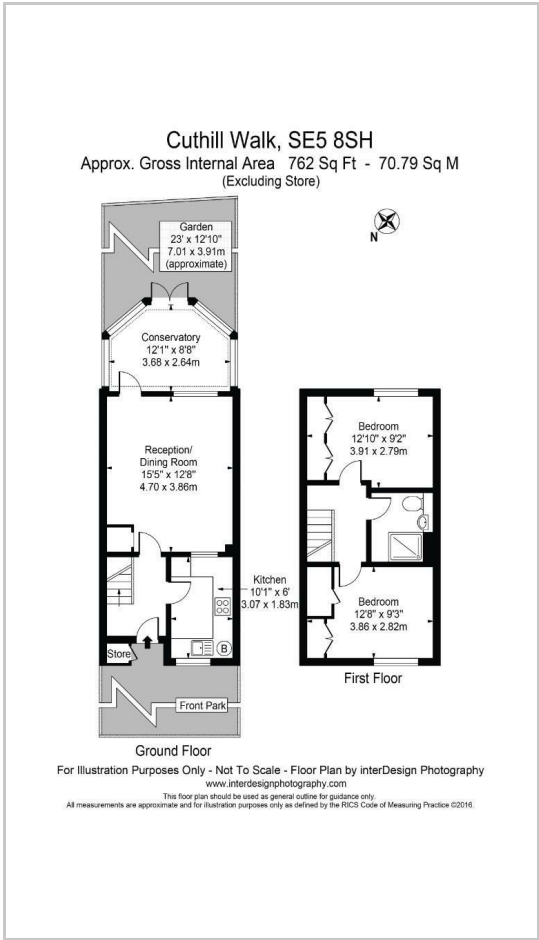 Cuthill Walk, SE5 8SH
Approx. Gross Internal Area 762 Sq Ft - 70.79 Sq M
(Excluding Store)
N
Garden
23' x 12'10"
7.01 x 3.91m
(approximate)
Conservatory
12'1" x 8'8"
3.68 x 2.64m
Reception/
Dining Room
15'5" x 12'8"
4.70 x 3.86m
Kitchen
10'1" x 6'
3.07 x 1.83m
B
Store
Front Park
Ground Floor
Bedroom
12'10" x 9'2"
3.91 x 2.79m
Bedroom
12'8" x 9'3"
3.86 x 2.82m
First Floor
For Illustration Purposes Only - Not To Scale - Floor Plan by interDesign Photography
www.interdesignphotography.com
This floor plan should be used as general outline for guidance only.
All measurements are approximate and for illustration purposes only as defined by the RICS Code of Measuring Practice ©2016.